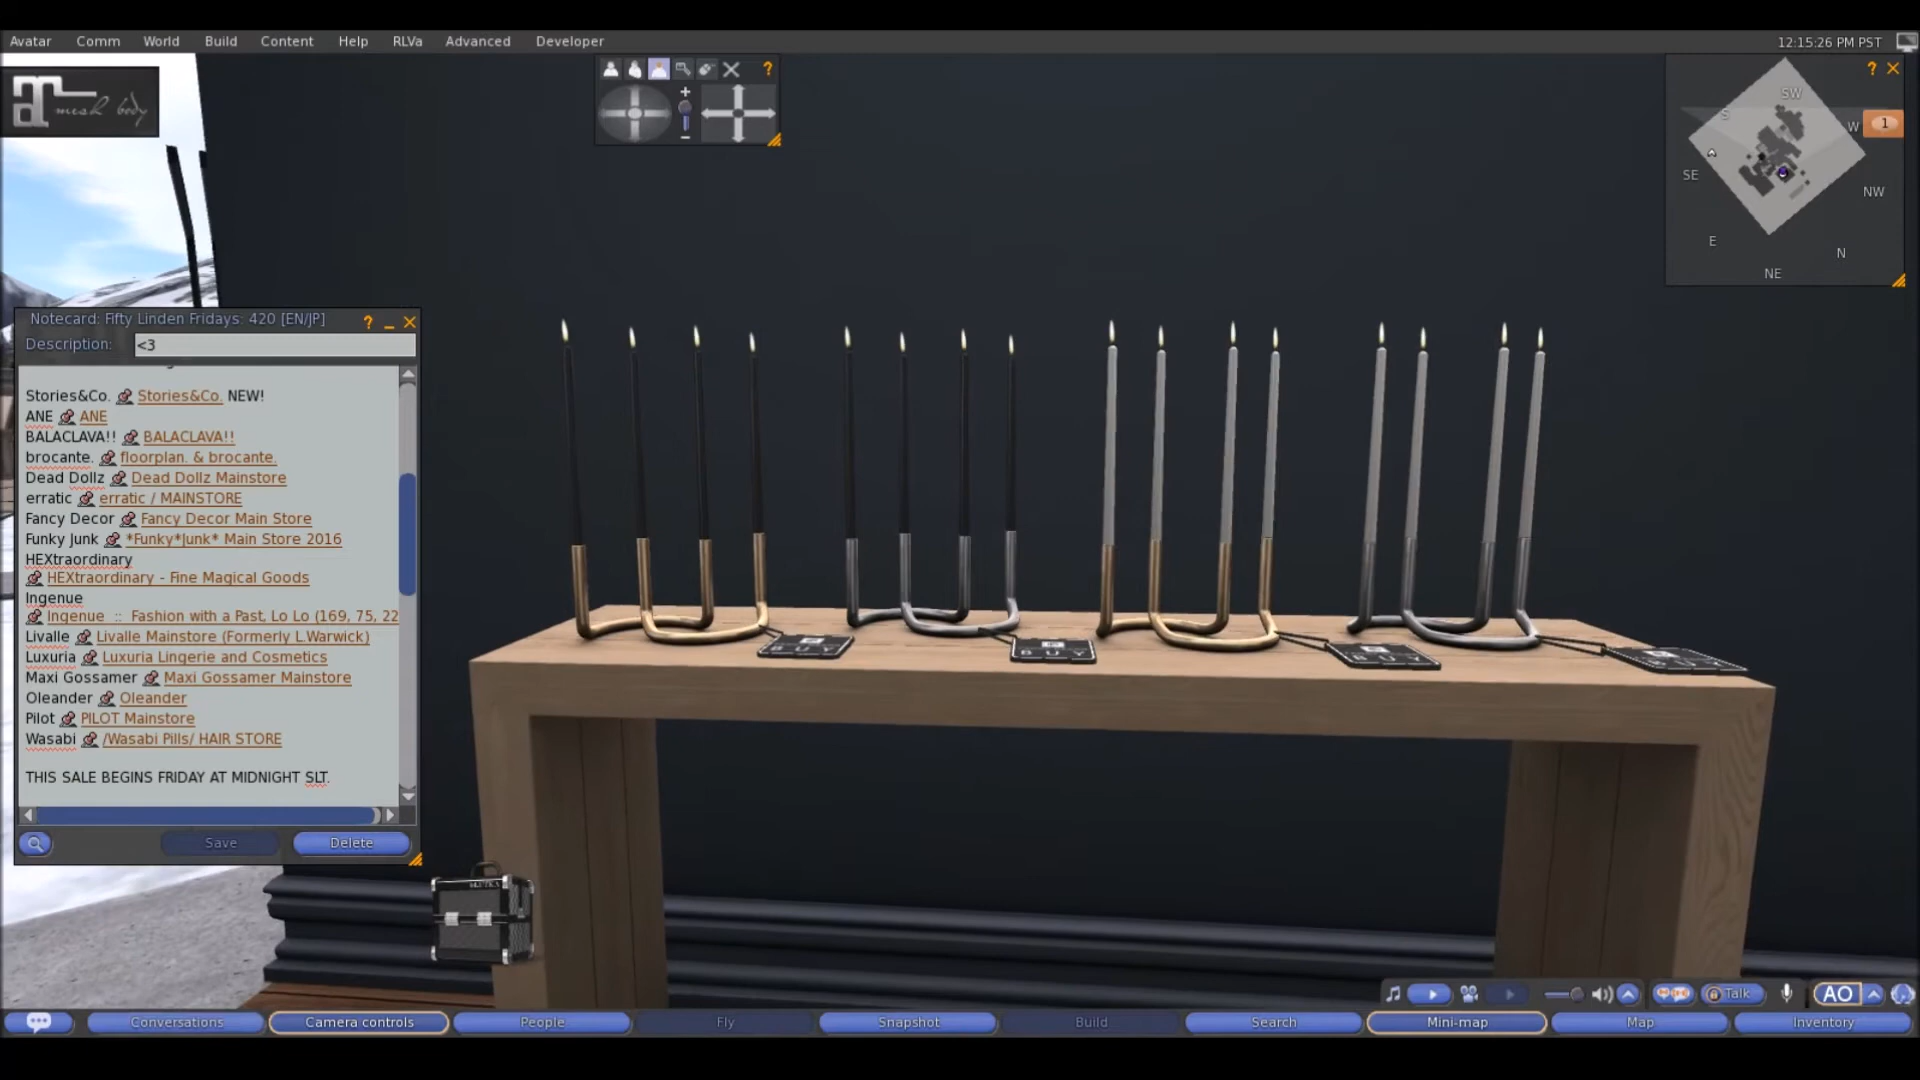 Avatar Comm World Build Content Help RLVa Advanced Developer
12:15:26 PM PST
mesh body
?
?
SW
S
W
1
SE
NW
E
N
NE
Notecard: Fifty Linden Fridays: 420 [EN/JP]
?
Description: <3
Stories&Co. Stories&Co. NEW!
ANE ANE
BALACLAVA!! BALACLAVA!!
brocante. floorplan. & brocante.
Dead Dollz Dead Dollz Mainstore
erratic erratic / MAINSTORE
Fancy Decor Fancy Decor Main Store
Funky Junk *Funky*Junk* Main Store 2016
HEXtraordinary
HEXtraordinary - Fine Magical Goods
Ingenue
Ingenue :: Fashion with a Past, Lo Lo (169, 75, 22
Livalle Livalle Mainstore (Formerly L.Warwick)
Luxuria Luxuria Lingerie and Cosmetics
Maxi Gossamer Maxi Gossamer Mainstore
Oleander Oleander
Pilot PILOT Mainstore
Wasabi /Wasabi Pills/ HAIR STORE
THIS SALE BEGINS FRIDAY AT MIDNIGHT SLT.
Save Delete
BUY
BUY
BUY
BUY
Talk AO
Conversations Camera controls People Fly Snapshot Build Search Mini-map Map Inventory